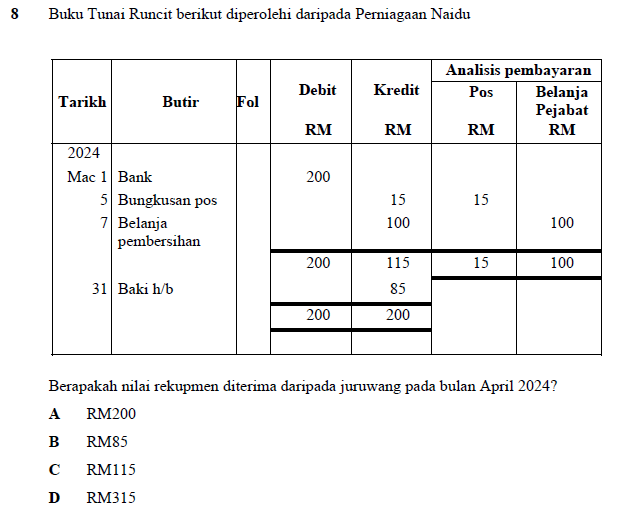 8 Buku Tunai Runcit berikut diperolehi daripada Perniagaan Naidu
Analisis pembayaran
Tarikh Butir Fol Debit Kredit Pos Belanja
Pejabat
RM RM RM RM
2024
Mac 1 Bank 200
5 Bungkusan pos 15 15
7 Belanja 100 100
pembersihan
200 115 15 100
31 Baki h/b 85
200 200
Berapakah nilai rekupmen diterima daripada juruwang pada bulan April 2024?
A RM200
B RM85
C RM115
D RM315